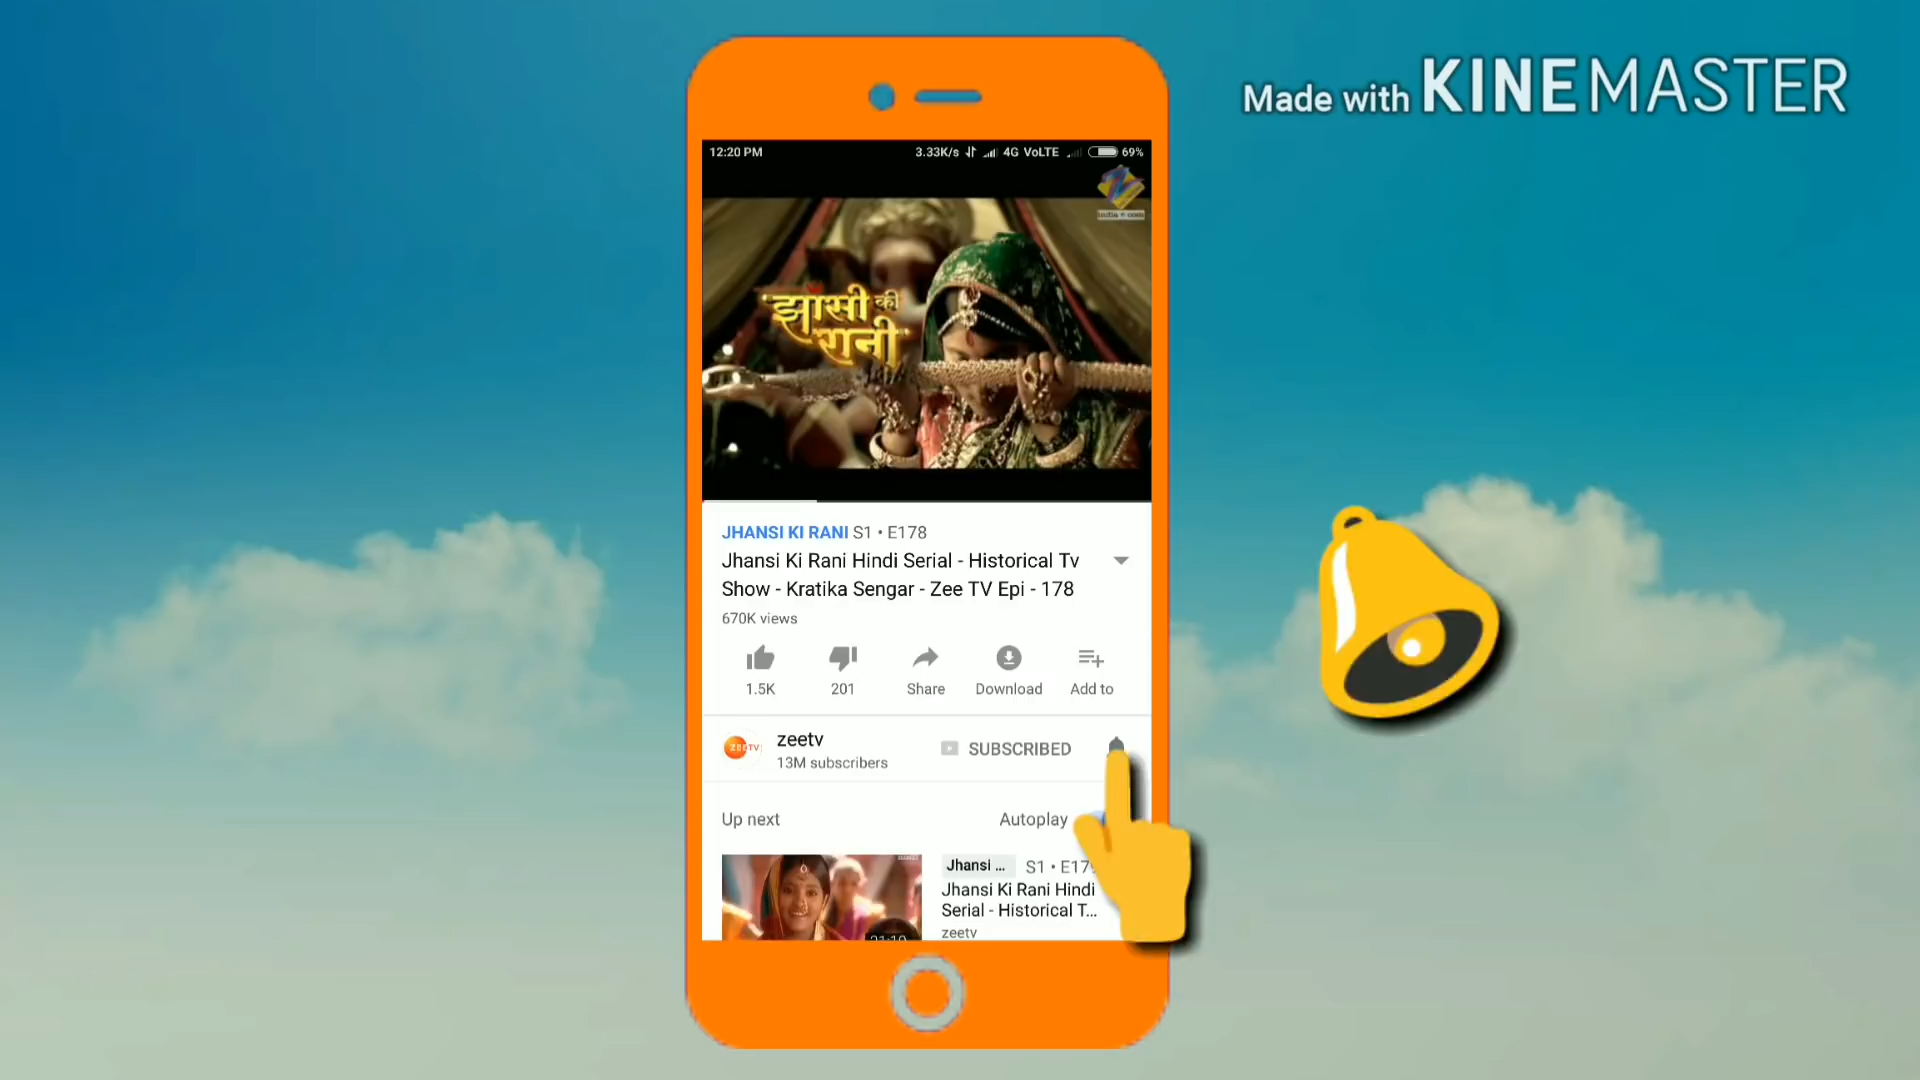 Made with KINEMASTER
12:20 PM 3.33K/s 4G VoLTE 69%
झाँसी की
रानी
JHANSI KI RANI S1 • E178
Jhansi Ki Rani Hindi Serial - Historical Tv
Show - Kratika Sengar - Zee TV Epi - 178
670K views
1.5K 201 Share Download Add to
ZEETV
zeetv
13M subscribers
SUBSCRIBED
Up next Autoplay
Jhansi ... S1 •
Jhansi Ki Rani Hindi
Serial - Historical T...
zeetv